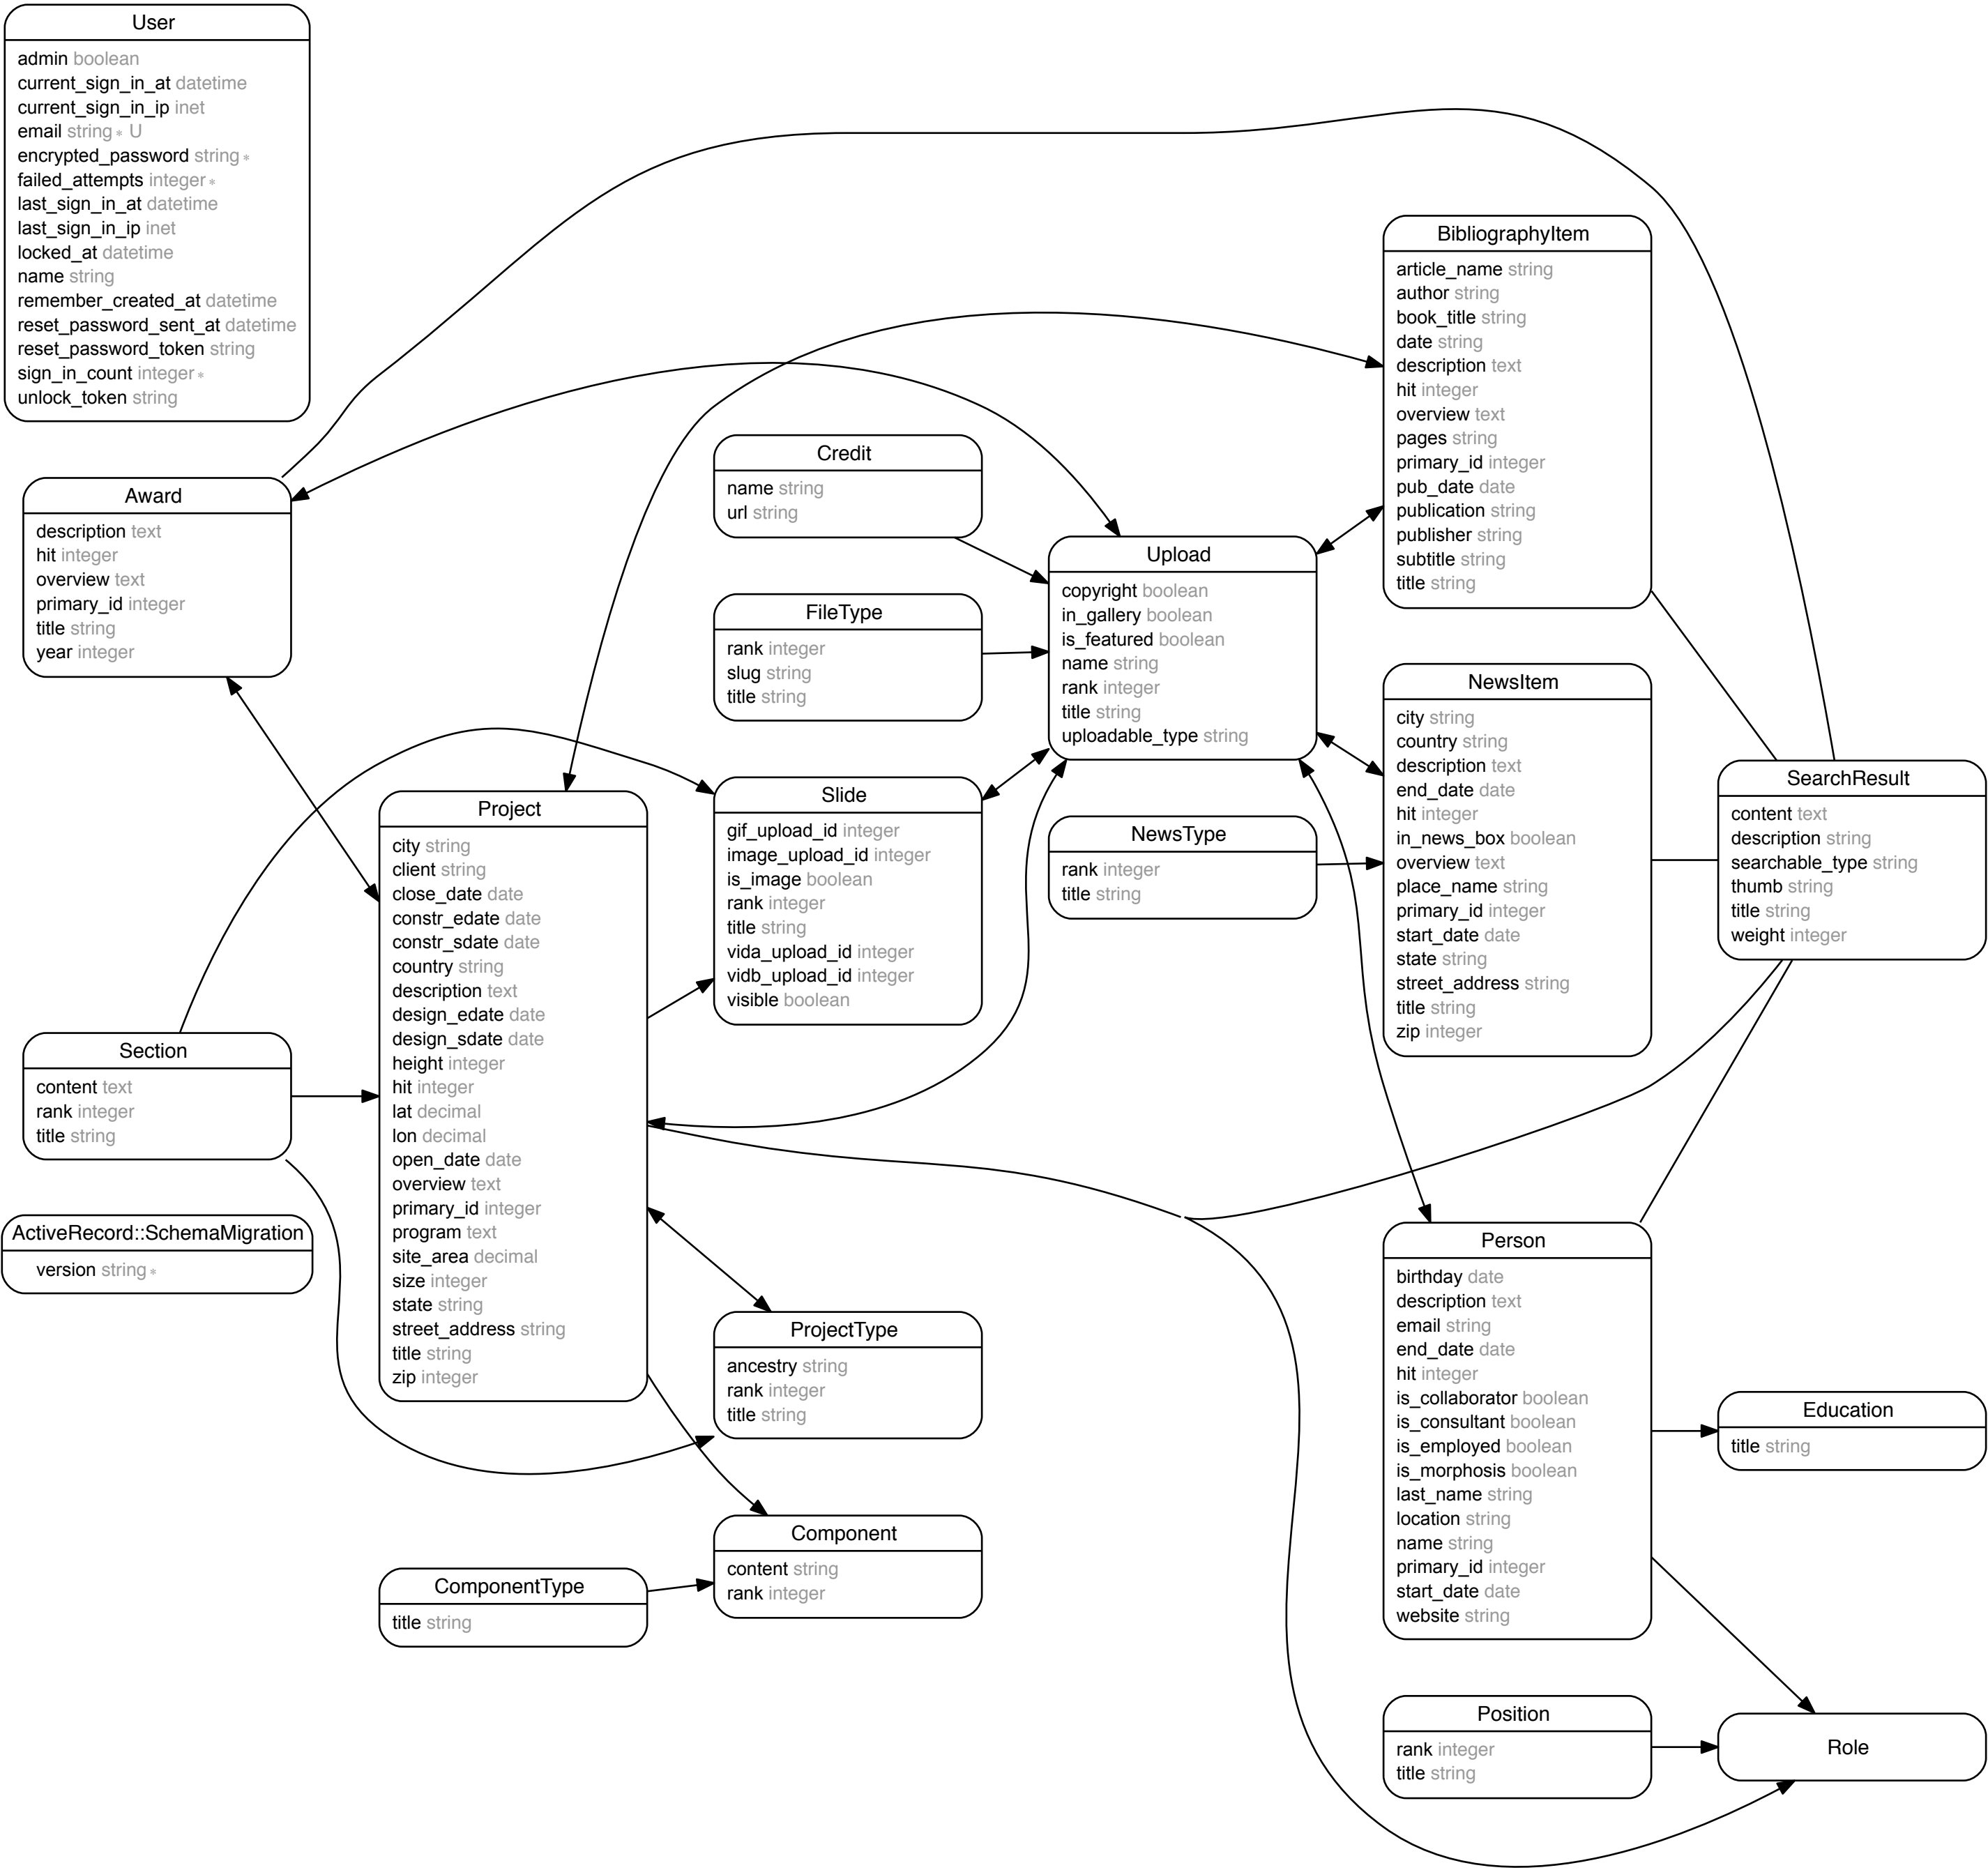 User
admin boolean
current_sign_in_at datetime
current_sign_in_ip inet
email string * U
encrypted_password string *
failed_attempts integer *
last_sign_in_at datetime
last_sign_in_ip inet
locked_at datetime
name string
remember_created_at datetime
reset_password_sent_at datetime
reset_password_token string
sign_in_count integer *
unlock_token string
Award
description text
hit integer
overview text
primary_id integer
title string
year integer
Section
content text
rank integer
title string
ActiveRecord::SchemaMigration
version string *
Project
city string
client string
close_date date
constr_edate date
constr_sdate date
country string
description text
design_edate date
design_sdate date
height integer
hit integer
lat decimal
lon decimal
open_date date
overview text
primary_id integer
program text
site_area decimal
size integer
state string
street_address string
title string
zip integer
ComponentType
title string
Credit
name string
url string
FileType
rank integer
slug string
title string
Slide
gif_upload_id integer
image_upload_id integer
is_image boolean
rank integer
title string
vida_upload_id integer
vidb_upload_id integer
visible boolean
ProjectType
ancestry string
rank integer
title string
Component
content string
rank integer
Upload
copyright boolean
in_gallery boolean
is_featured boolean
name string
rank integer
title string
uploadable_type string
NewsType
rank integer
title string
BibliographyItem
article_name string
author string
book_title string
date string
description text
hit integer
overview text
pages string
primary_id integer
pub_date date
publication string
publisher string
subtitle string
title string
NewsItem
city string
country string
description text
end_date date
hit integer
in_news_box boolean
overview text
place_name string
primary_id integer
start_date date
state string
street_address string
title string
zip integer
Person
birthday date
description text
email string
end_date date
hit integer
is_collaborator boolean
is_consultant boolean
is_employed boolean
is_morphosis boolean
last_name string
location string
name string
primary_id integer
start_date date
website string
Position
rank integer
title string
SearchResult
content text
description string
searchable_type string
thumb string
title string
weight integer
Education
title string
Role